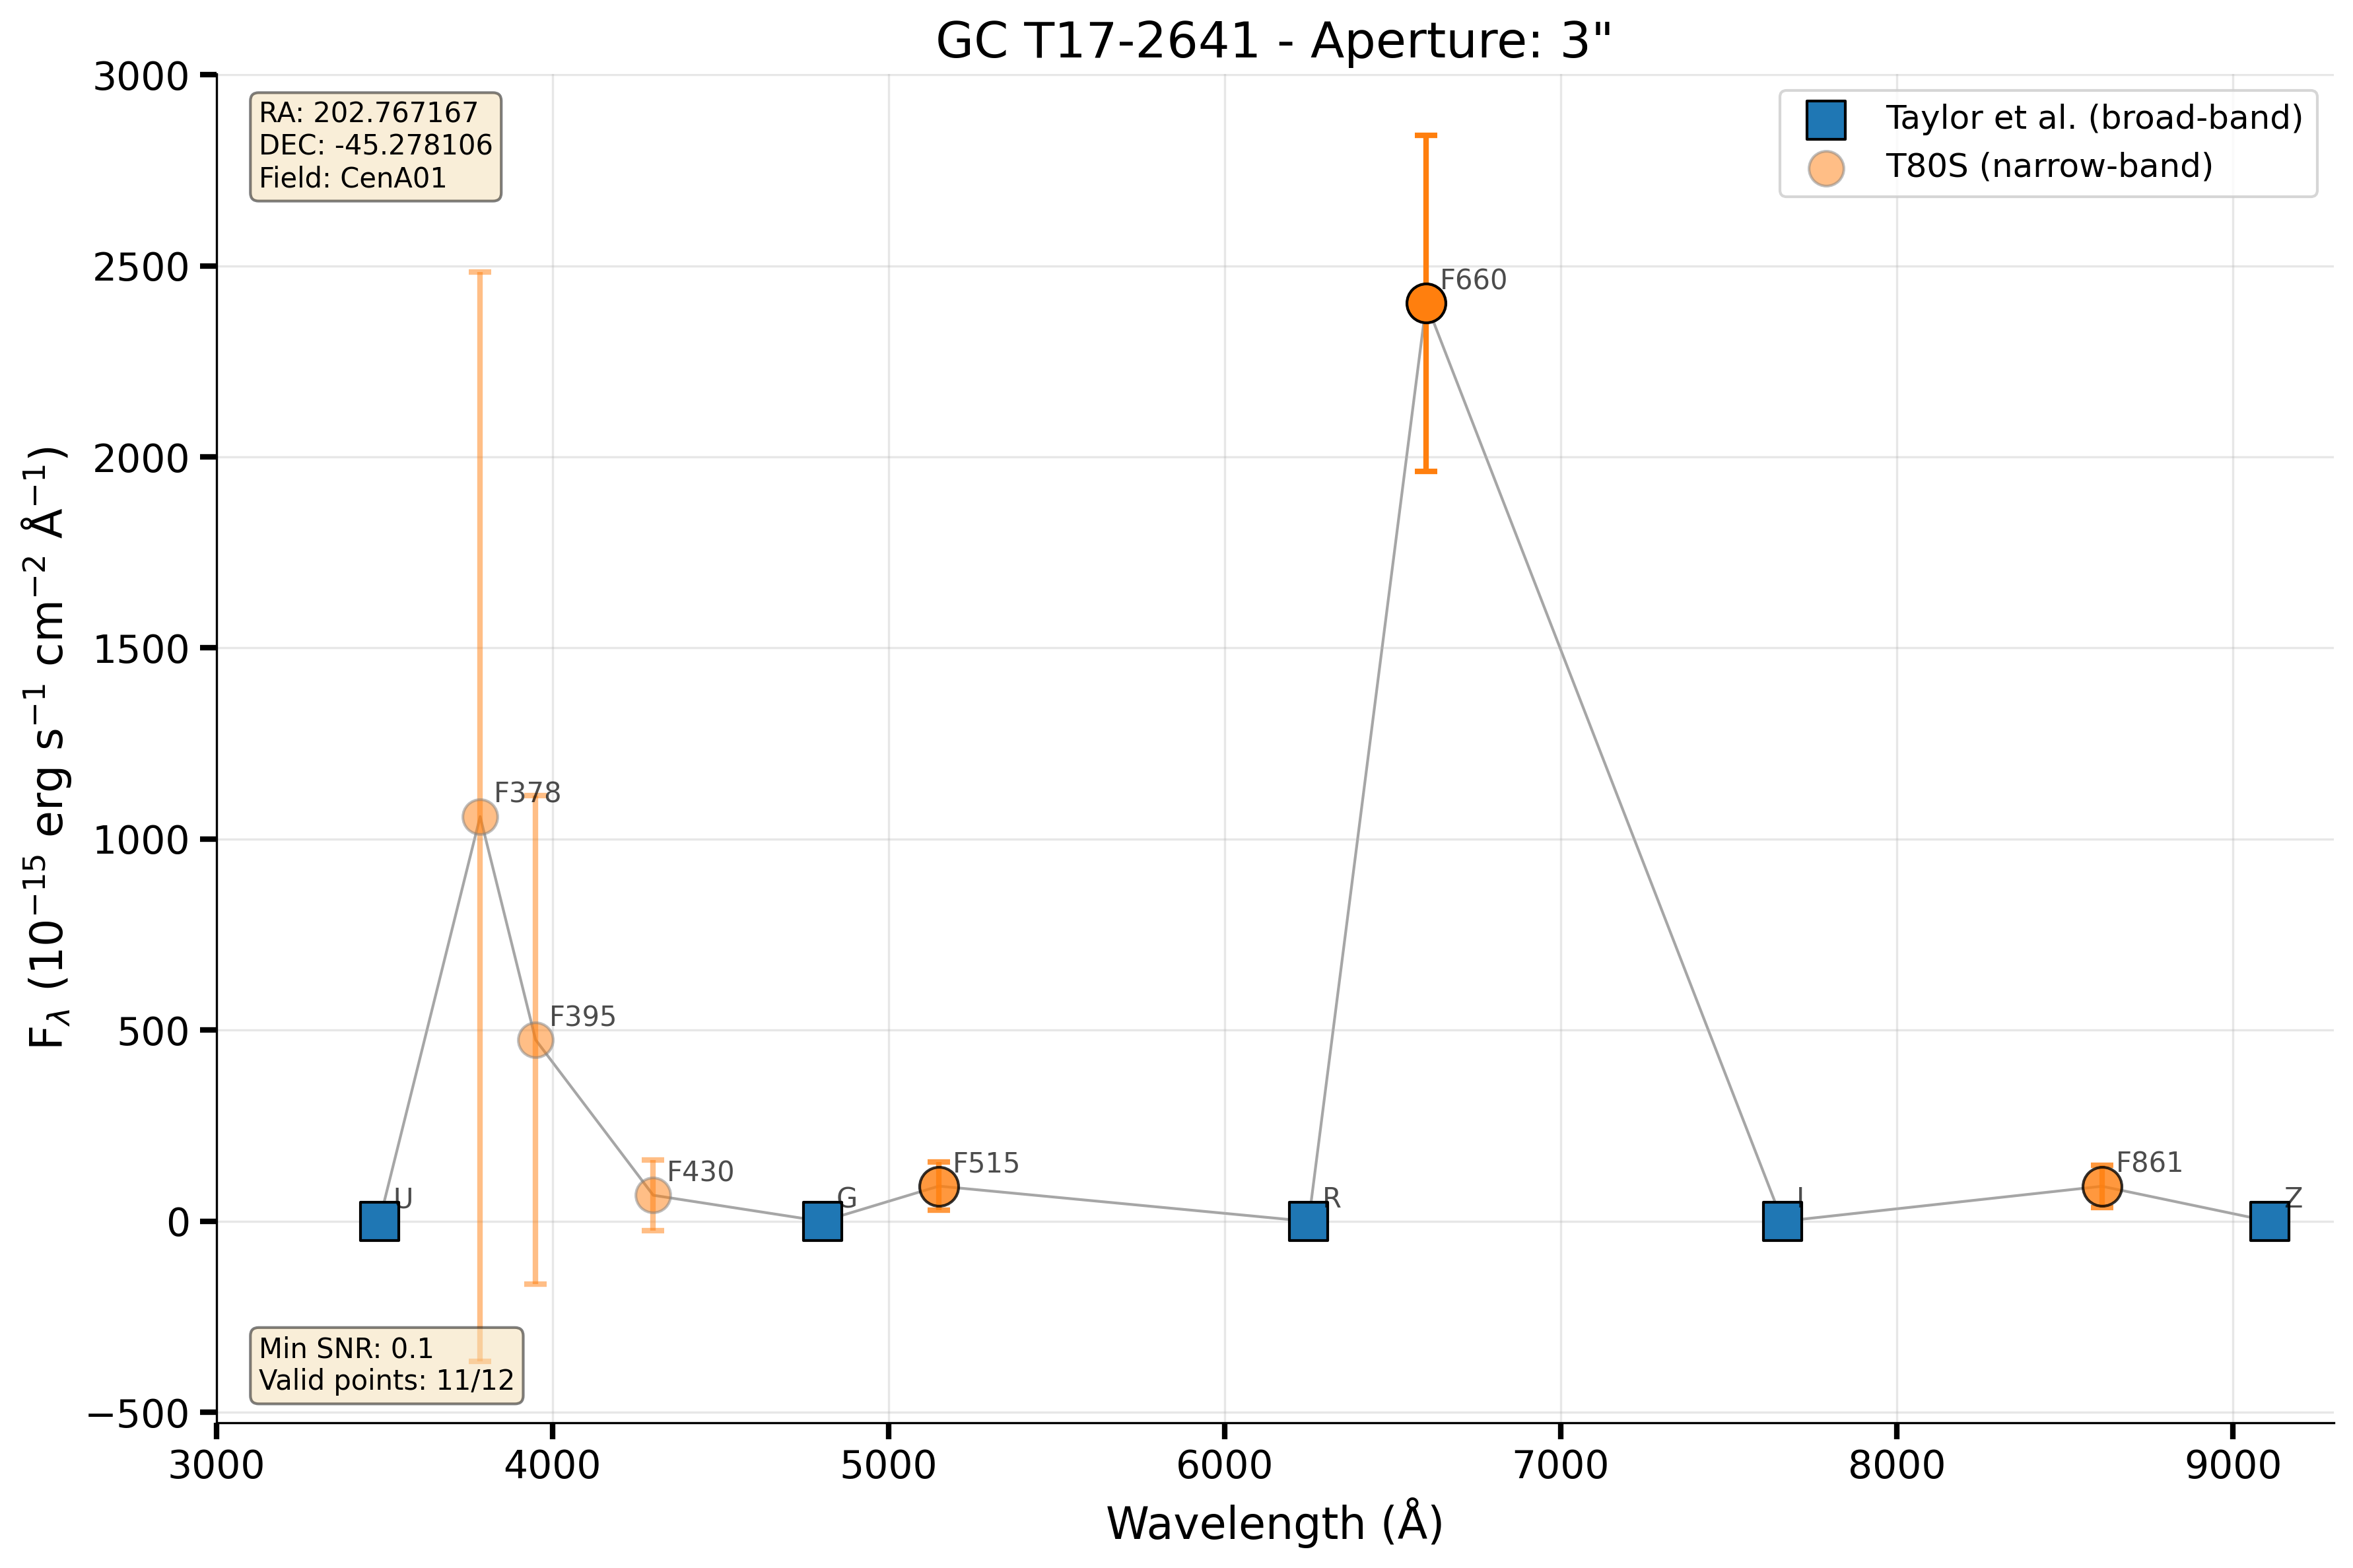 GC T17-2641 - Aperture: 3"
3000
2500
2000
1500
1000
500
0
−500
F_λ (10^−15 erg s^−1 cm^−2 Å^−1)
RA: 202.767167
DEC: -45.278106
Field: CenA01
Taylor et al. (broad-band)
T80S (narrow-band)
F660
F378
F395
F430
F515
F861
U
G
R
I
Z
Min SNR: 0.1
Valid points: 11/12
3000
4000
5000
6000
7000
8000
9000
Wavelength (Å)